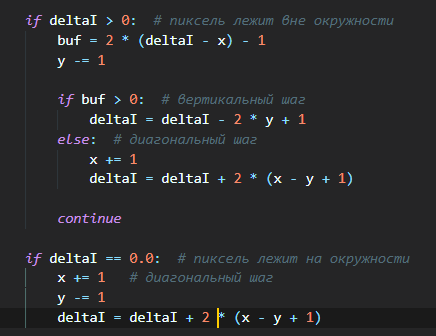 if deltaI > 0:  # пиксель лежит вне окружности
    buf = 2 * (deltaI - x) - 1
    y -= 1

    if buf > 0:  # вертикальный шаг
        deltaI = deltaI - 2 * y + 1
    else:  # диагональный шаг
        x += 1
        deltaI = deltaI + 2 * (x - y + 1)

    continue

if deltaI == 0.0:  # пиксель лежит на окружности
    x += 1   # диагональный шаг
    y -= 1
    deltaI = deltaI + 2 * (x - y + 1)